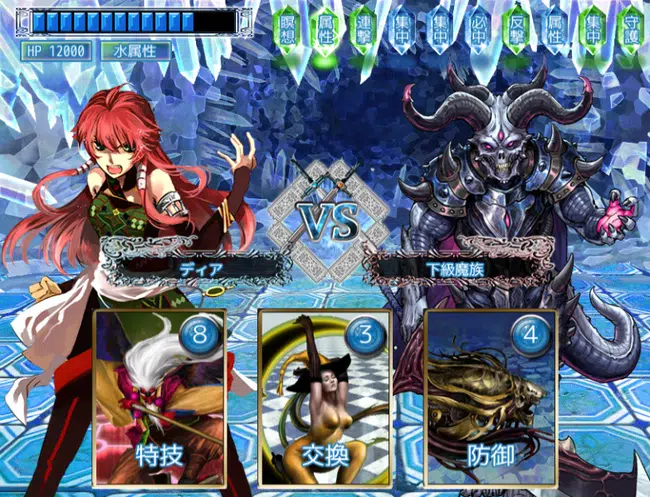 HP 12000
水属性
瞑想
属性
連撃
集中
集中
必中
反撃
属性
集中
守護
VS
ディア
下級魔族
8
3
4
特技
交換
防御